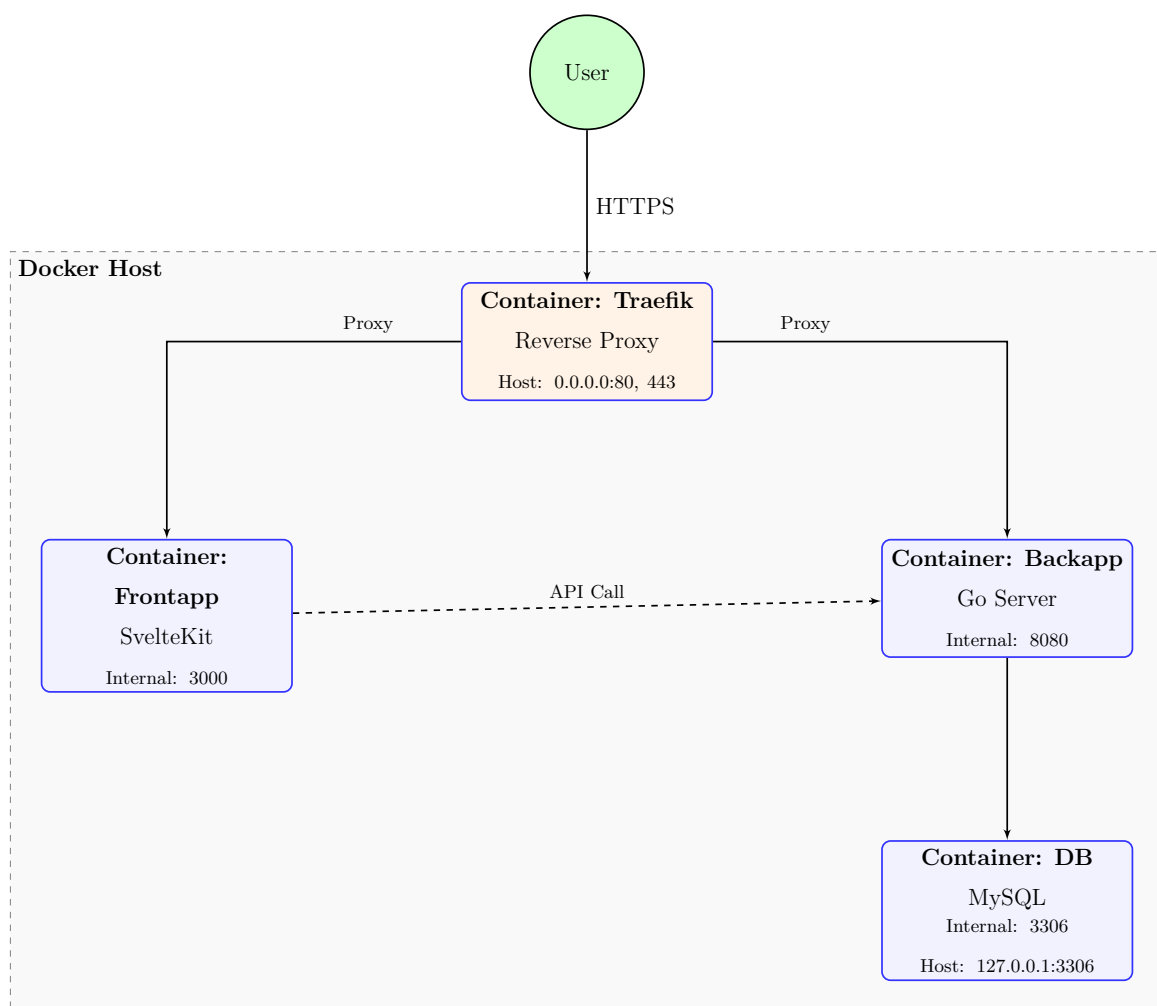 User
HTTPS
Docker Host
Container: Traefik
Reverse Proxy
Host: 0.0.0.0:80, 443
Proxy
Proxy
Container:
Frontapp
SvelteKit
Internal: 3000
API Call
Container: Backapp
Go Server
Internal: 8080
Container: DB
MySQL
Internal: 3306
Host: 127.0.0.1:3306